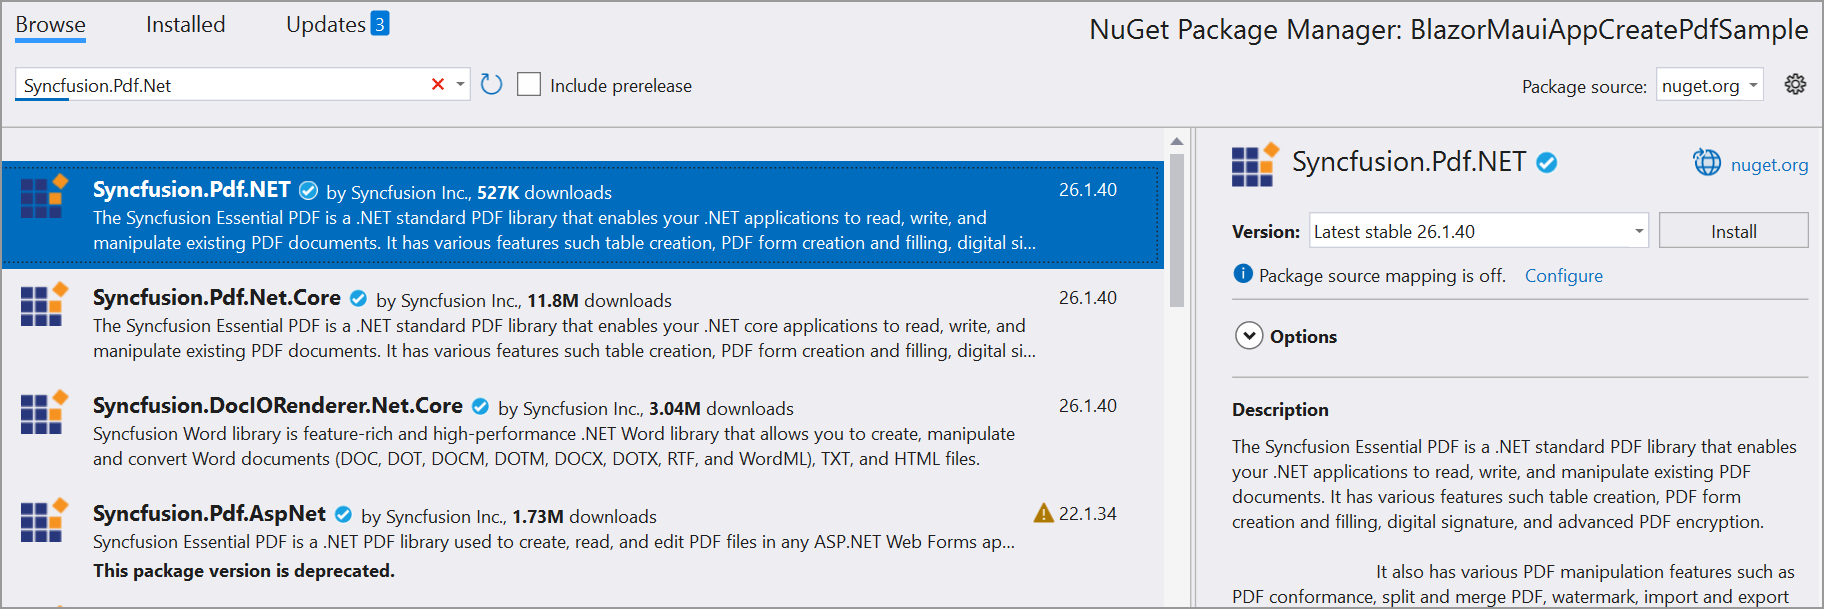 Browse Installed Updates 3
NuGet Package Manager: BlazorMauiAppCreatePdfSample
Syncfusion.Pdf.Net Include prerelease Package source: nuget.org
Syncfusion.Pdf.NET by Syncfusion Inc., 527K downloads 26.1.40
The Syncfusion Essential PDF is a .NET standard PDF library that enables your .NET applications to read, write, and
manipulate existing PDF documents. It has various features such table creation, PDF form creation and filling, digital si...
Syncfusion.Pdf.Net.Core by Syncfusion Inc., 11.8M downloads 26.1.40
The Syncfusion Essential PDF is a .NET standard PDF library that enables your .NET core applications to read, write, and
manipulate existing PDF documents. It has various features such table creation, PDF form creation and filling, digital si...
Syncfusion.DocIORenderer.Net.Core by Syncfusion Inc., 3.04M downloads 26.1.40
Syncfusion Word library is feature-rich and high-performance .NET Word library that allows you to create, manipulate
and convert Word documents (DOC, DOT, DOCM, DOTM, DOCX, DOTX, RTF, and WordML), TXT, and HTML files.
Syncfusion.Pdf.AspNet by Syncfusion Inc., 1.73M downloads 22.1.34
Syncfusion Essential PDF is a .NET PDF library used to create, read, and edit PDF files in any ASP.NET Web Forms ap...
This package version is deprecated.
Syncfusion.Pdf.NET nuget.org
Version: Latest stable 26.1.40 Install
Package source mapping is off. Configure
Options
Description
The Syncfusion Essential PDF is a .NET standard PDF library that enables
your .NET applications to read, write, and manipulate existing PDF
documents. It has various features such table creation, PDF form
creation and filling, digital signature, and advanced PDF encryption.
It also has various PDF manipulation features such as
PDF conformance, split and merge PDF, watermark, import and export